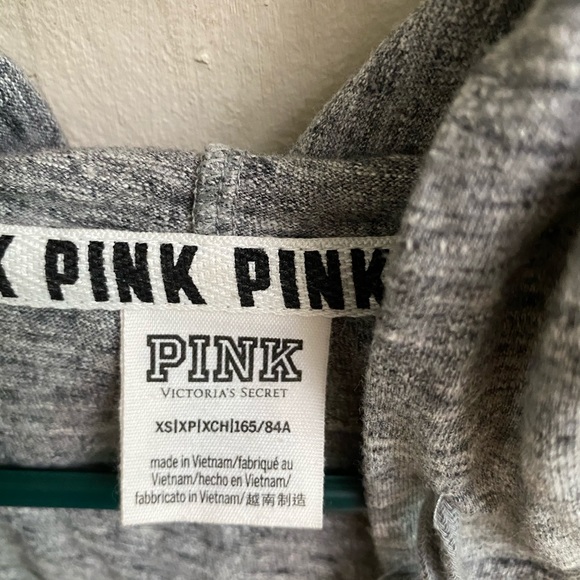 K PINK PINK
PINK
VICTORIA'S SECRET
XS|XP|XCH|165/84A
made in Vietnam/fabriqué au
Vietnam/hecho en Vietnam/
fabbricato in Vietnam/越南制造